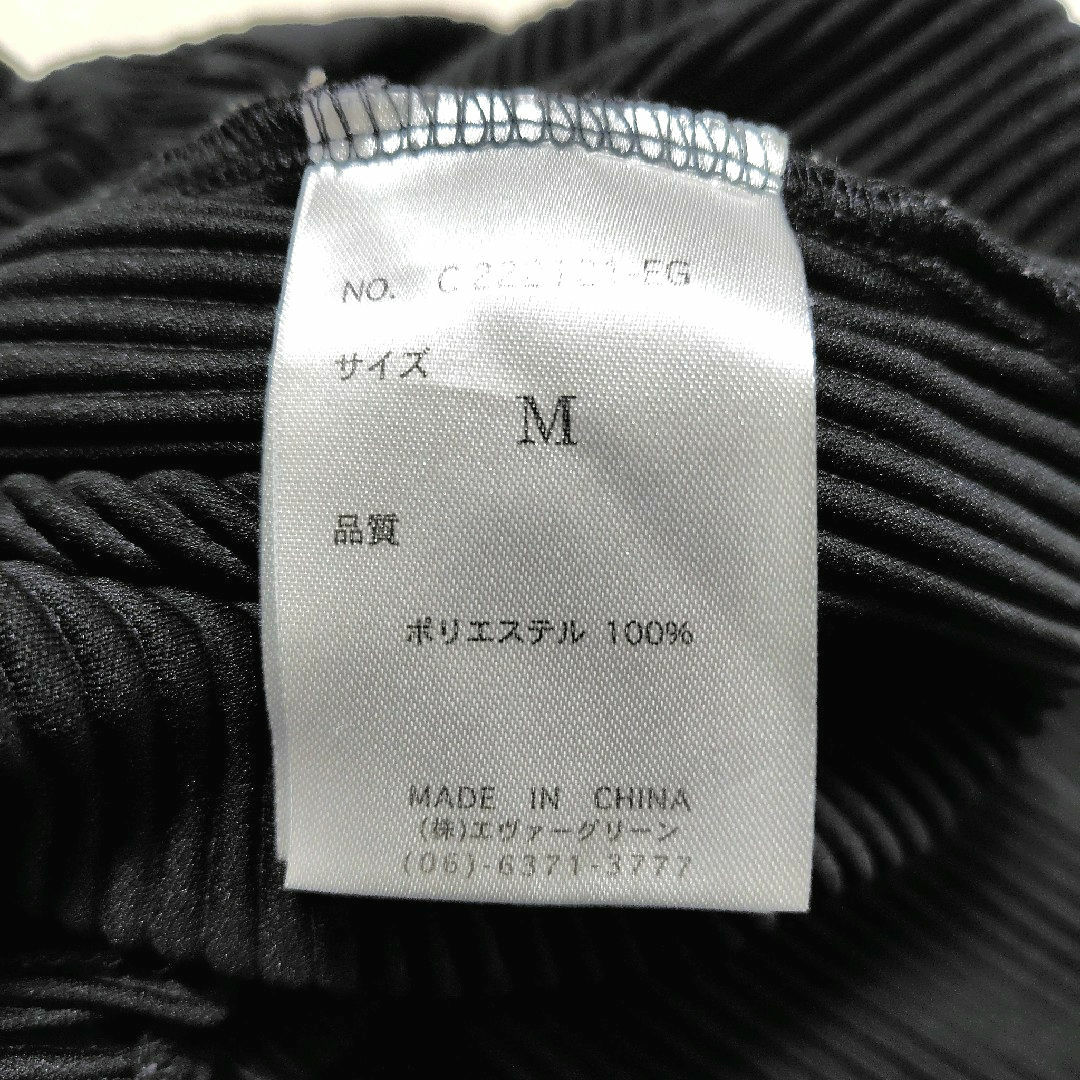 NO.
サイズ
M
品質
ポリエステル 100%
MADE IN CHINA
(株)エヴァーグリーン
(06)-6371-3777